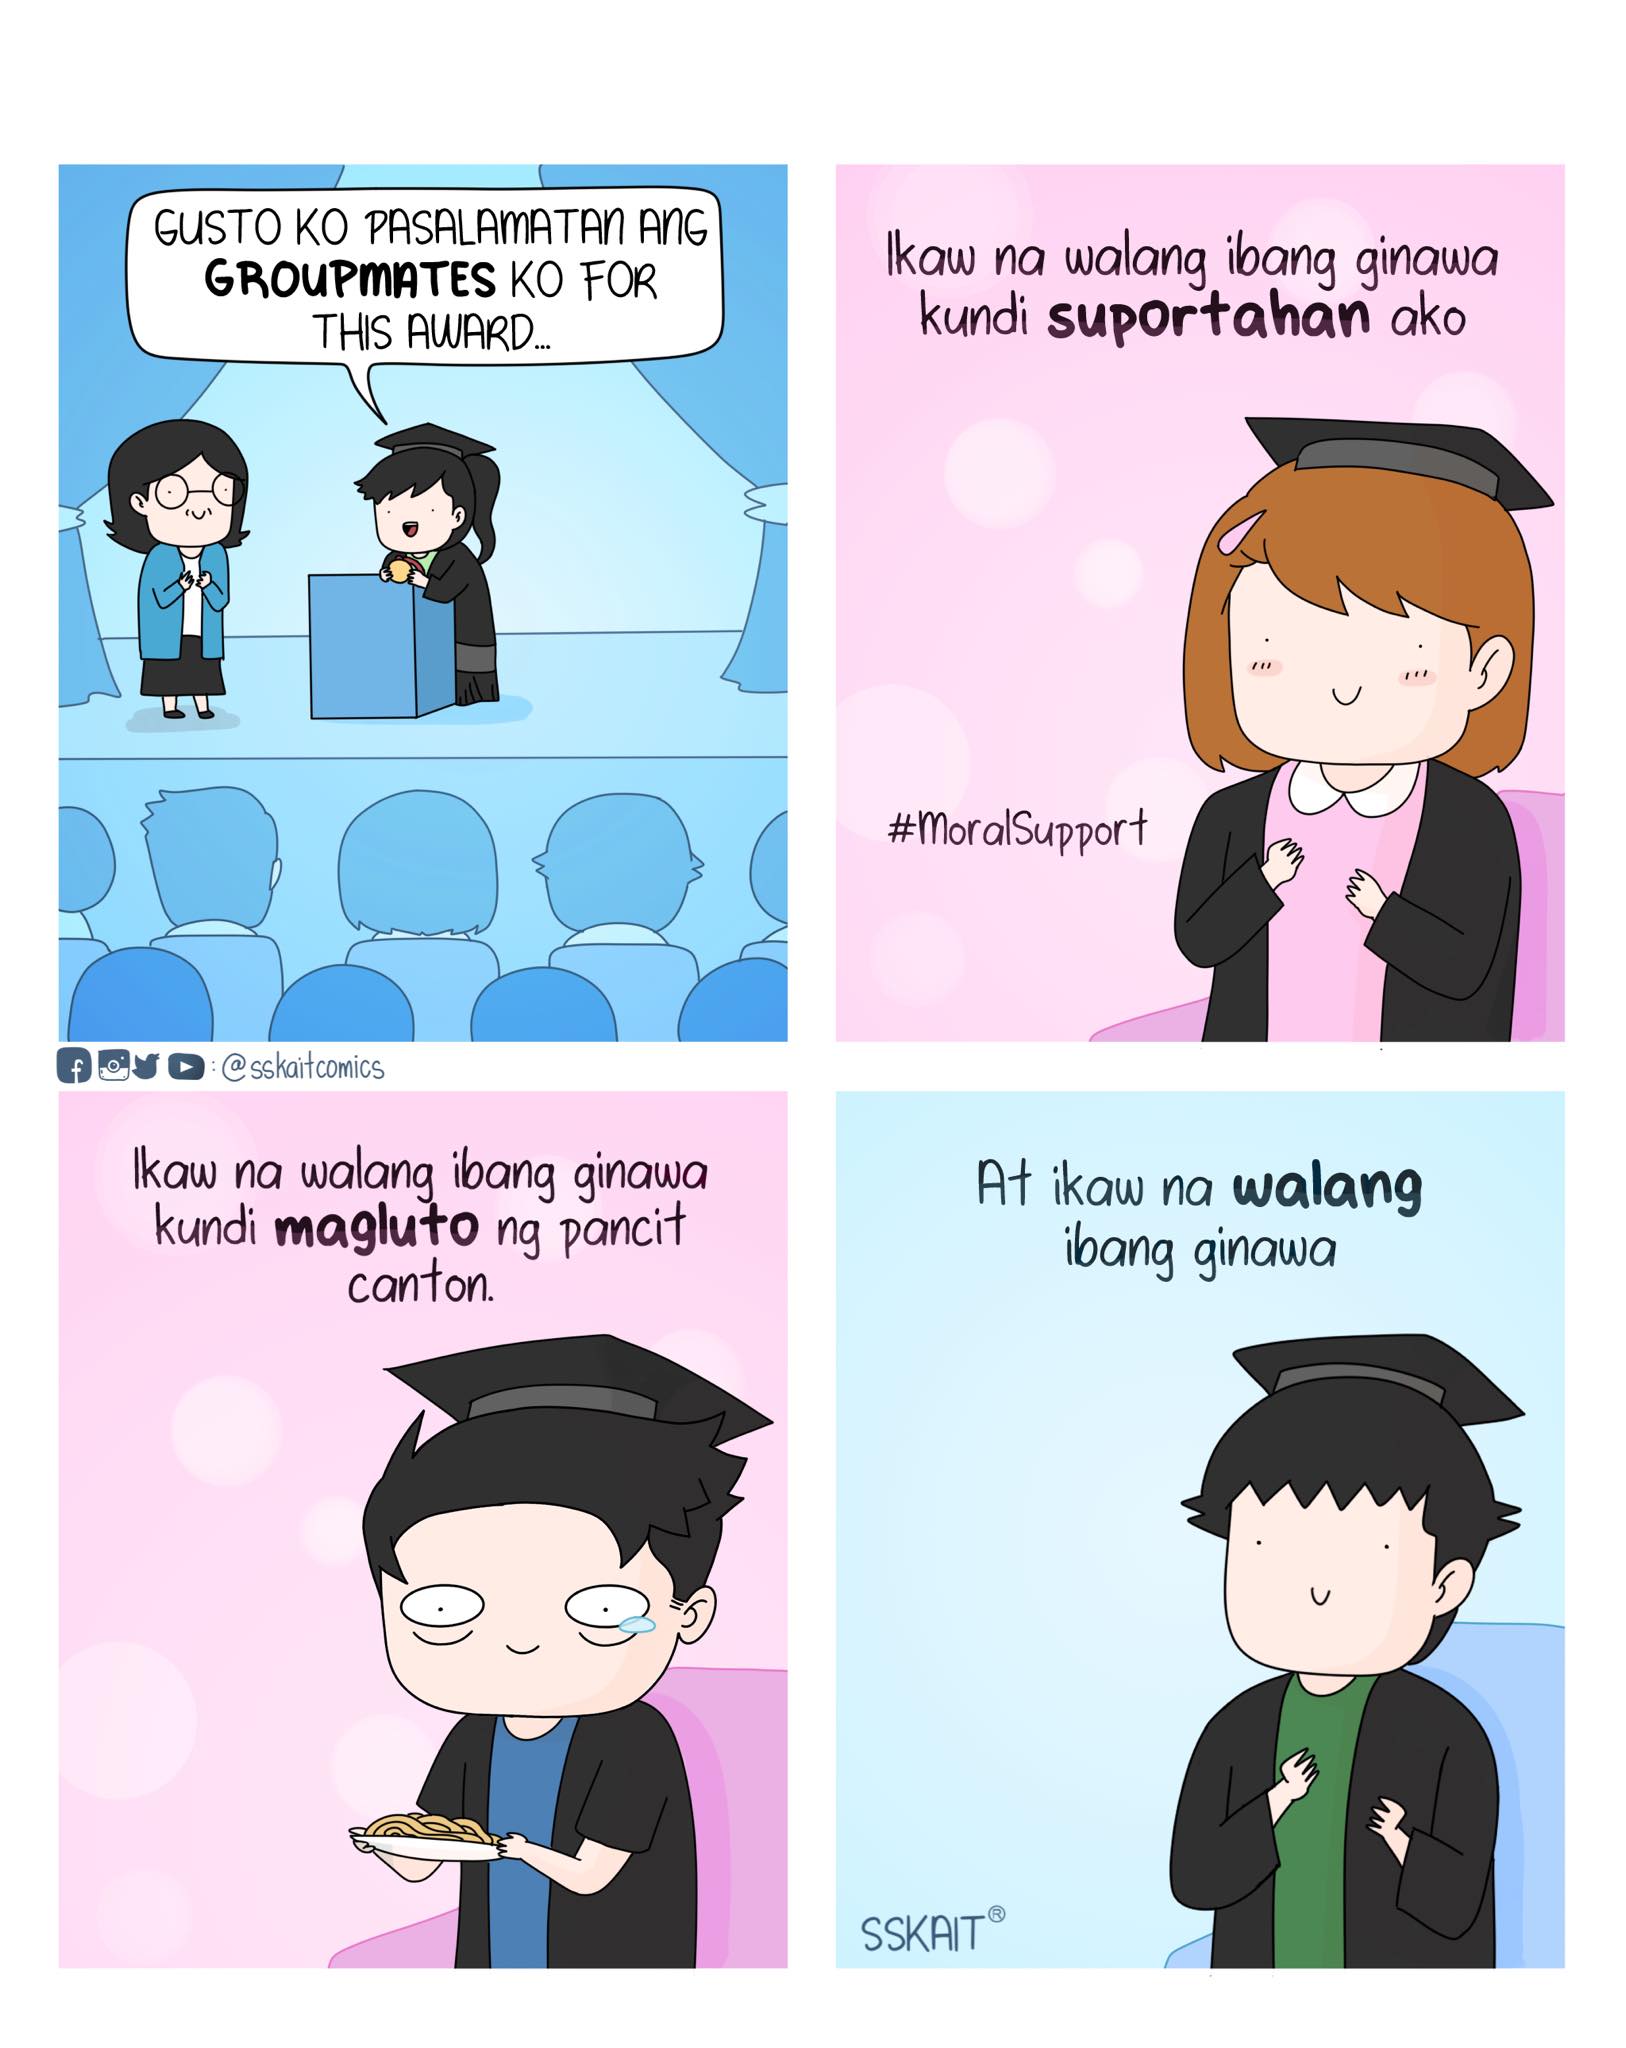 GUSTO KO PASALAMATAN ANG
GROUPMATES KO FOR
THIS AWARD...
Ikaw na walang ibang ginawa
kundi suportahan ako
#MoralSupport
: @sskaitcomics
Ikaw na walang ibang ginawa
kundi magluto ng pancit
canton.
At ikaw na walang
ibang ginawa
SSKAIT®